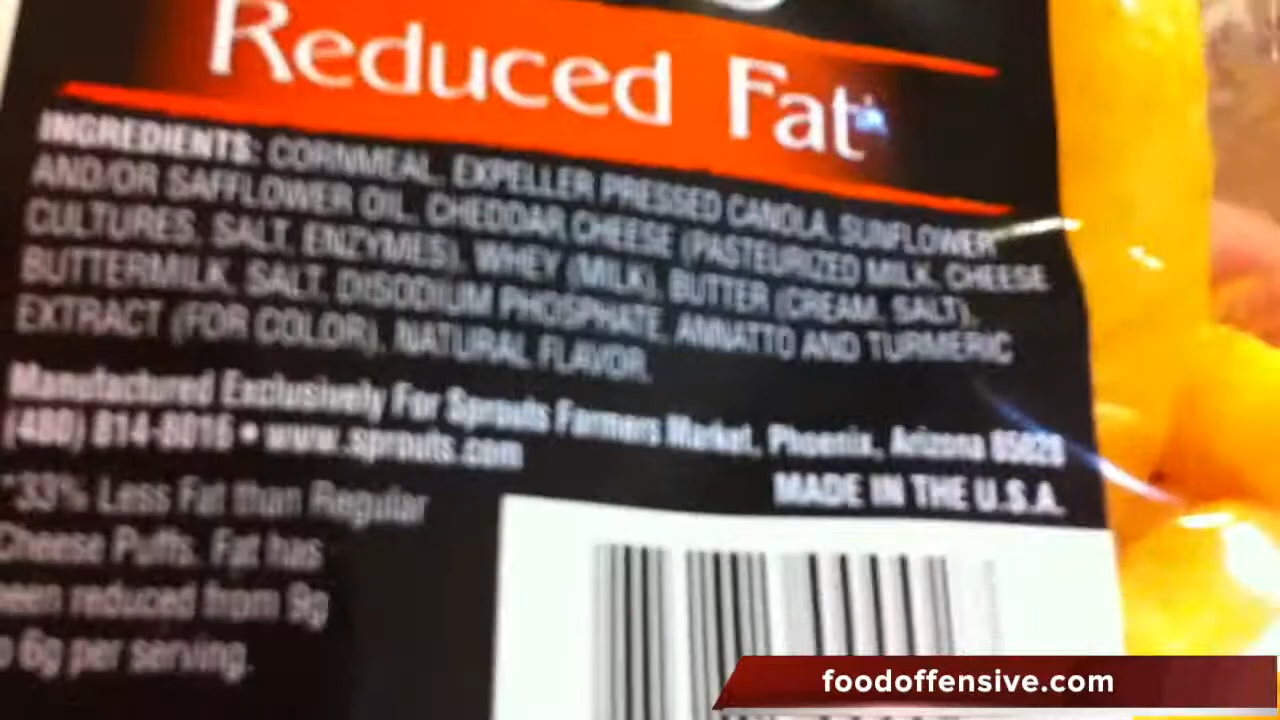 Reduced Fat*
INGREDIENTS: CORNMEAL, EXPELLER PRESSED CANOLA, SUNFLOWER
AND/OR SAFFLOWER OIL, CHEDDAR CHEESE (PASTEURIZED MILK, CHEESE
CULTURES, SALT, ENZYMES), WHEY (MILK), BUTTER (CREAM, SALT),
BUTTERMILK, SALT, DISODIUM PHOSPHATE, ANNATTO AND TURMERIC
EXTRACT (FOR COLOR), NATURAL FLAVOR.
Manufactured Exclusively For Sprouts Farmers Market, Phoenix, Arizona
(480) 814-8016 • www.sprouts.com
MADE IN THE U.S.A.
*33% Less Fat than Regular
Cheese Puffs. Fat has
reduced from 9g
6g per serving.
foodoffensive.com